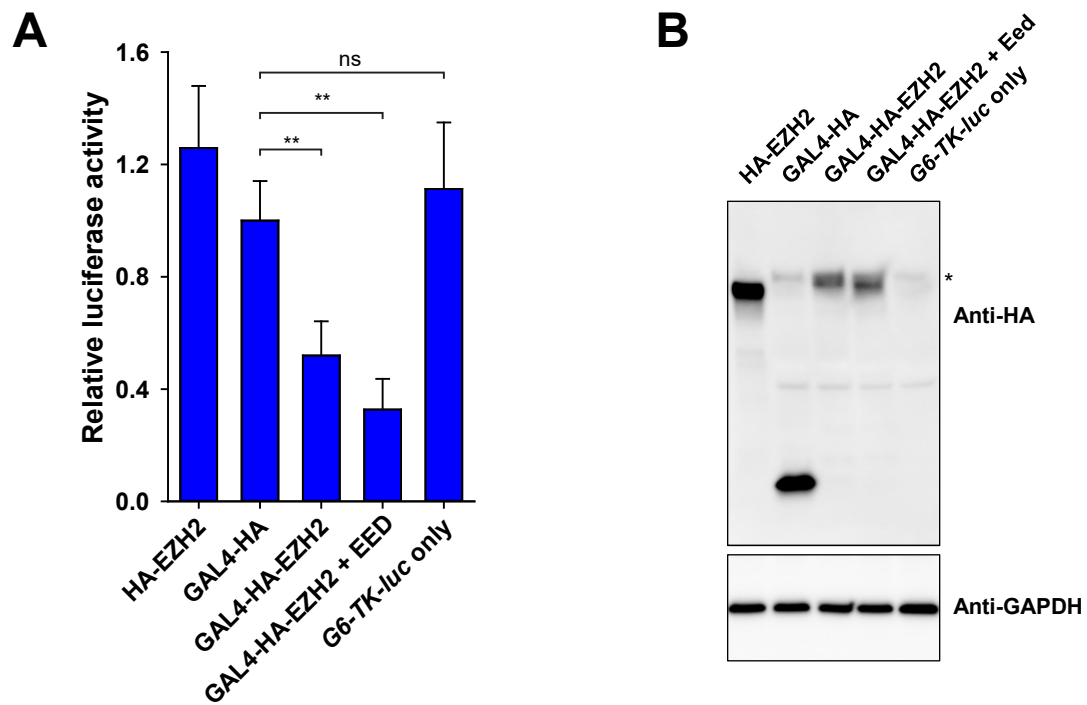 A
Relative luciferase activity
1.6
1.2
0.8
0.4
0.0
ns
**
**
HA-EZH2
GAL4-HA
GAL4-HA-EZH2
GAL4-HA-EZH2 + EED
G6-TK-luc only
B
HA-EZH2
GAL4-HA
GAL4-HA-EZH2
GAL4-HA-EZH2 + Eed
G6-TK-luc only
*
Anti-HA
Anti-GAPDH